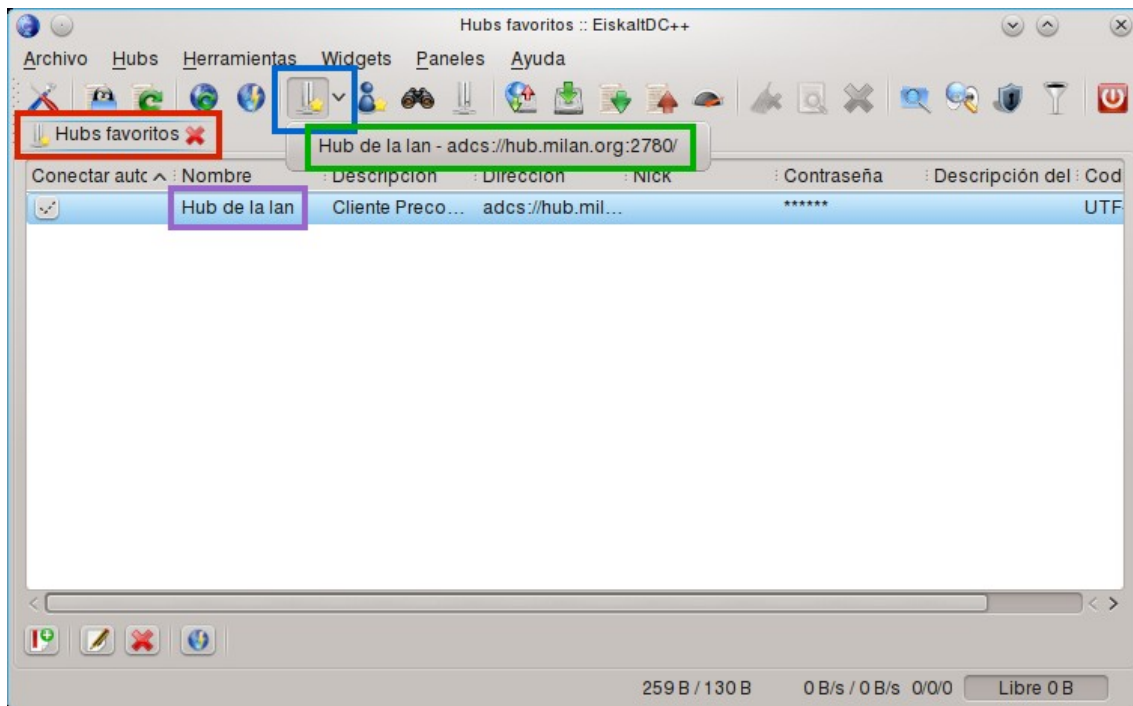 Hubs favoritos :: EiskaltDC++
Archivo Hubs Herramientas Widgets Paneles Ayuda
Hubs favoritos
Hub de la lan - adcs://hub.milan.org:2780/
Conectar autc Nombre Descripción Dirección Nick Contraseña Descripción del Cod
Hub de la lan Cliente Preco... adcs://hub.mil... ****** UTF-
259 B / 130 B 0 B/s / 0 B/s 0/0/0 Libre 0 B